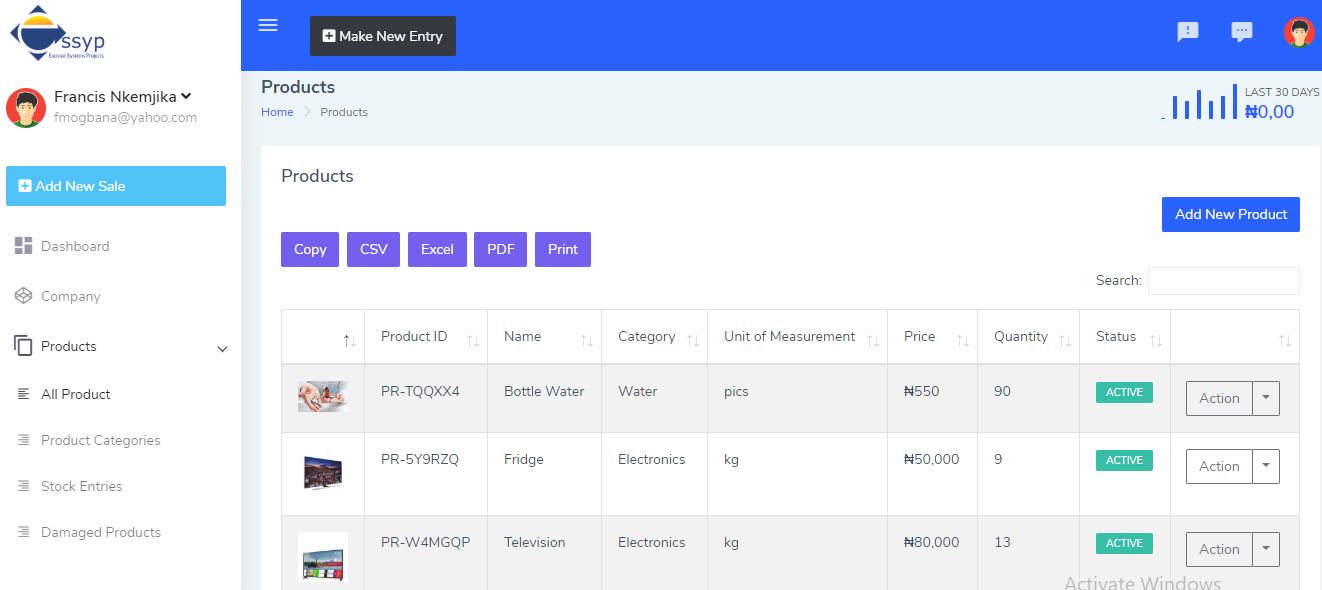 ssyp
Make New Entry
Francis Nkemjika
fmogbana@yahoo.com
Add New Sale
Dashboard
Company
Products
All Product
Product Categories
Stock Entries
Damaged Products
Products
Home > Products
LAST 30 DAYS
₦0,00
Products
Add New Product
Copy CSV Excel PDF Print
Search:
Product ID Name Category Unit of Measurement Price Quantity Status
PR-TQQXX4 Bottle Water Water pics ₦550 90 ACTIVE Action
PR-5Y9RZQ Fridge Electronics kg ₦50,000 9 ACTIVE Action
PR-W4MGQP Television Electronics kg ₦80,000 13 ACTIVE Action
Activate Windows